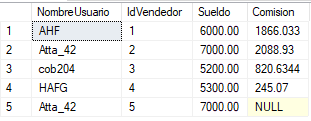 NombreUsuario IdVendedor Sueldo Comision
1 AHF 1 6000.00 1866.033
2 Atta_42 2 7000.00 2088.93
3 cob204 3 5200.00 820.6344
4 HAFG 4 5300.00 245.07
5 Atta_42 5 7000.00 NULL